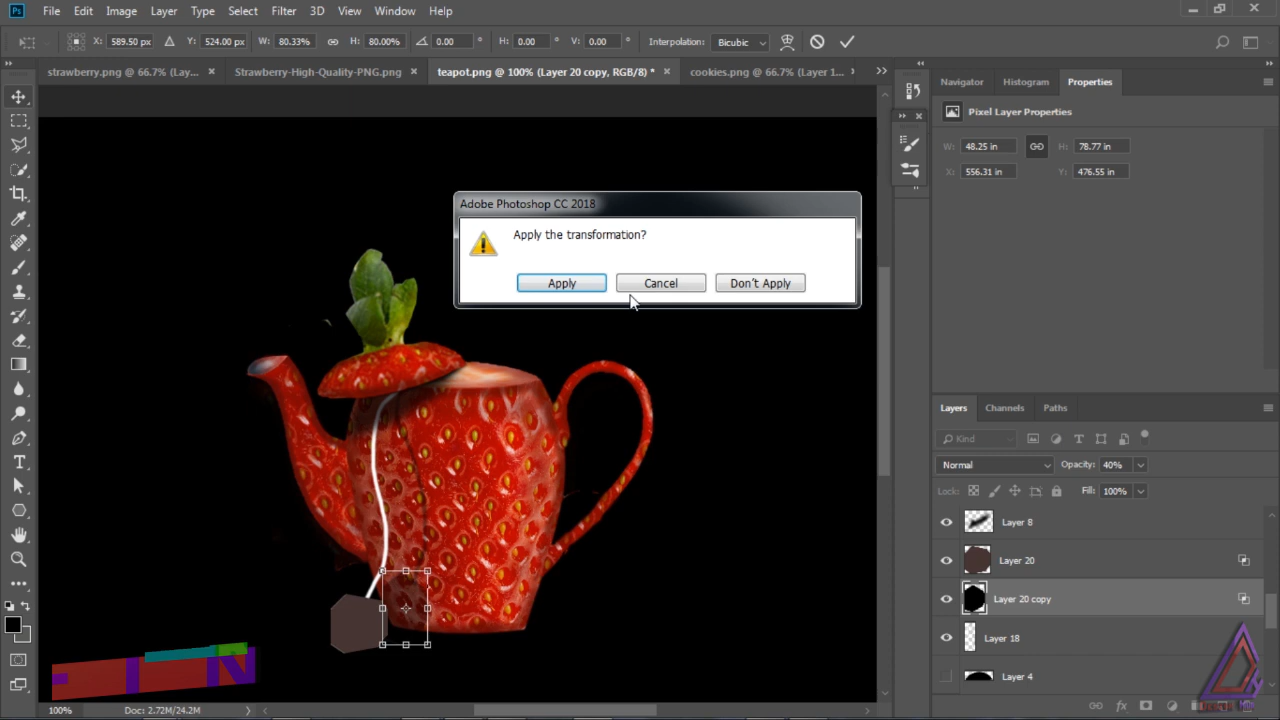 Ps File Edit Image Layer Type Select Filter 3D View Window Help
X: 589.50 px Y: 524.00 px W: 80.33% H: 80.00% 0.00 ° H: 0.00 ° V: 0.00 ° Interpolation: Bicubic
strawberry.png @ 66.7% (Lay... × Strawberry-High-Quality-PNG.png × teapot.png @ 100% (Layer 20 copy, RGB/8) * × cookies.png @ 66.7% (Layer 1...
Navigator Histogram Properties
Pixel Layer Properties
W: 48.25 in H: 78.77 in
X: 556.31 in Y: 476.55 in
Adobe Photoshop CC 2018
Apply the transformation?
Apply Cancel Don't Apply
Layers Channels Paths
Kind
Normal Opacity: 40%
Lock: Fill: 100%
Layer 8
Layer 20
Layer 20 copy
Layer 18
Layer 4
100% Doc: 2.72M/24.2M